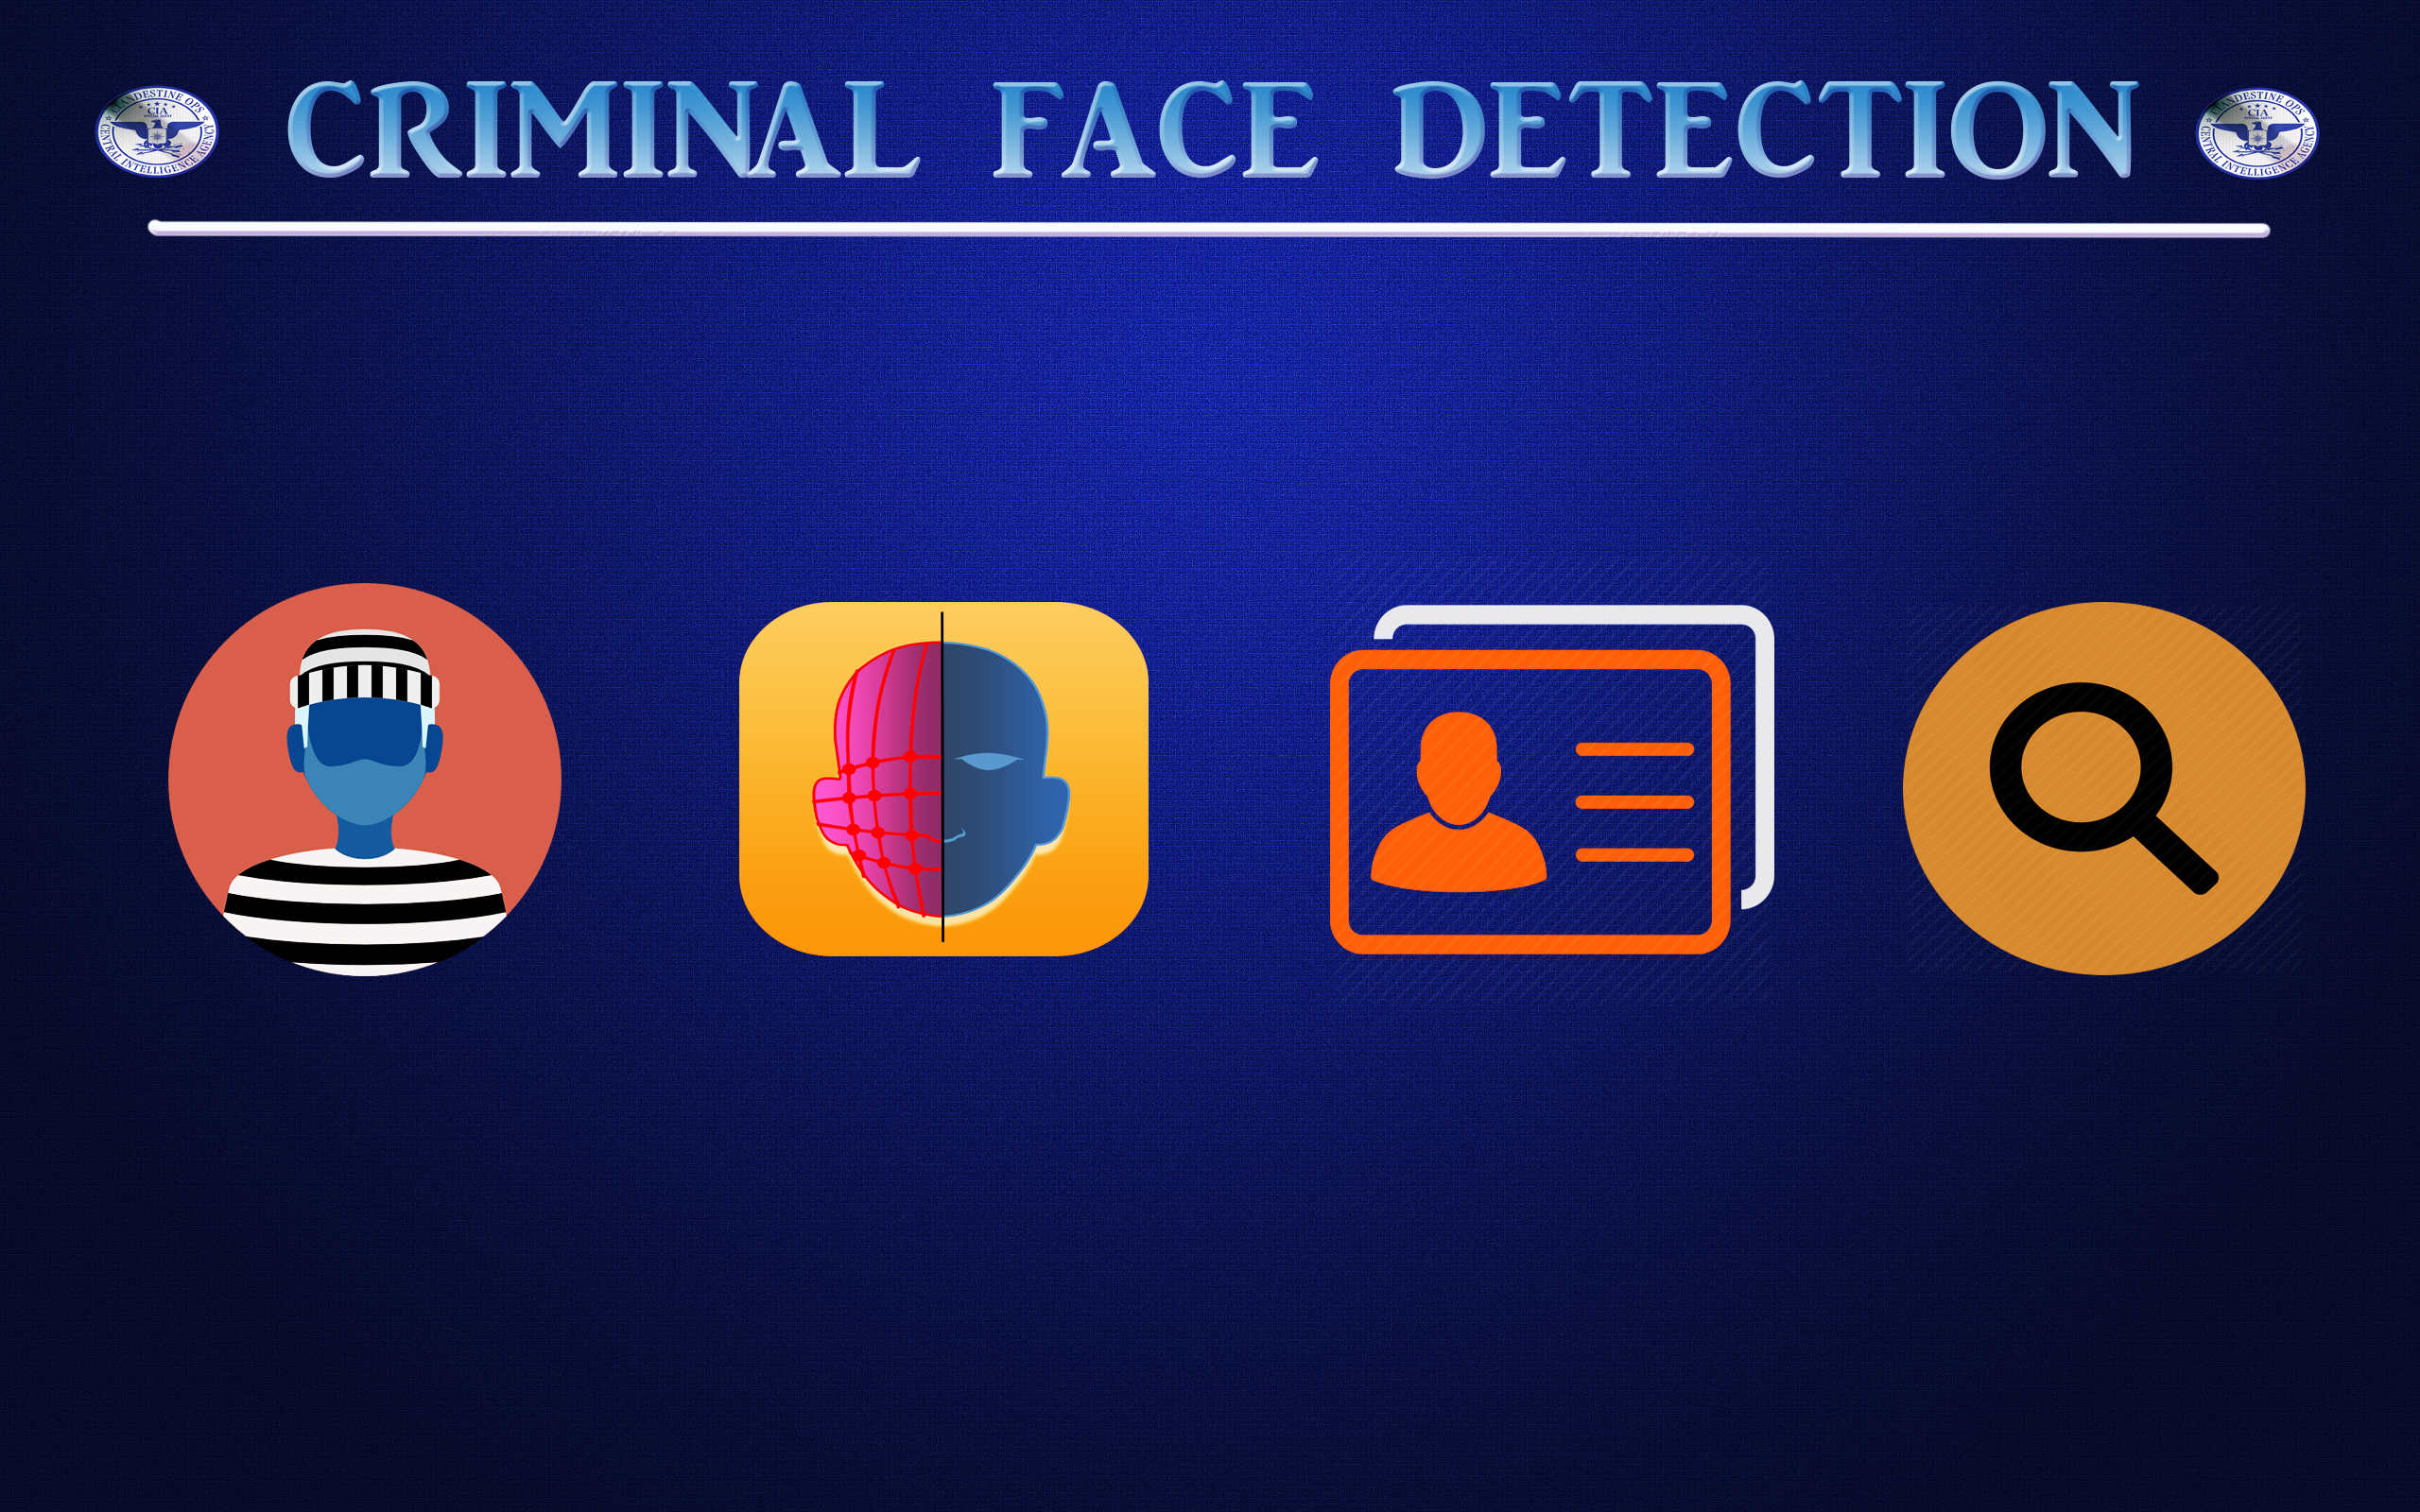 CRIMINAL FACE DETECTION
CLANDESTINE OPS
CIA
CENTRAL INTELLIGENCE AGENCY
CLANDESTINE OPS
CIA
CENTRAL INTELLIGENCE AGENCY